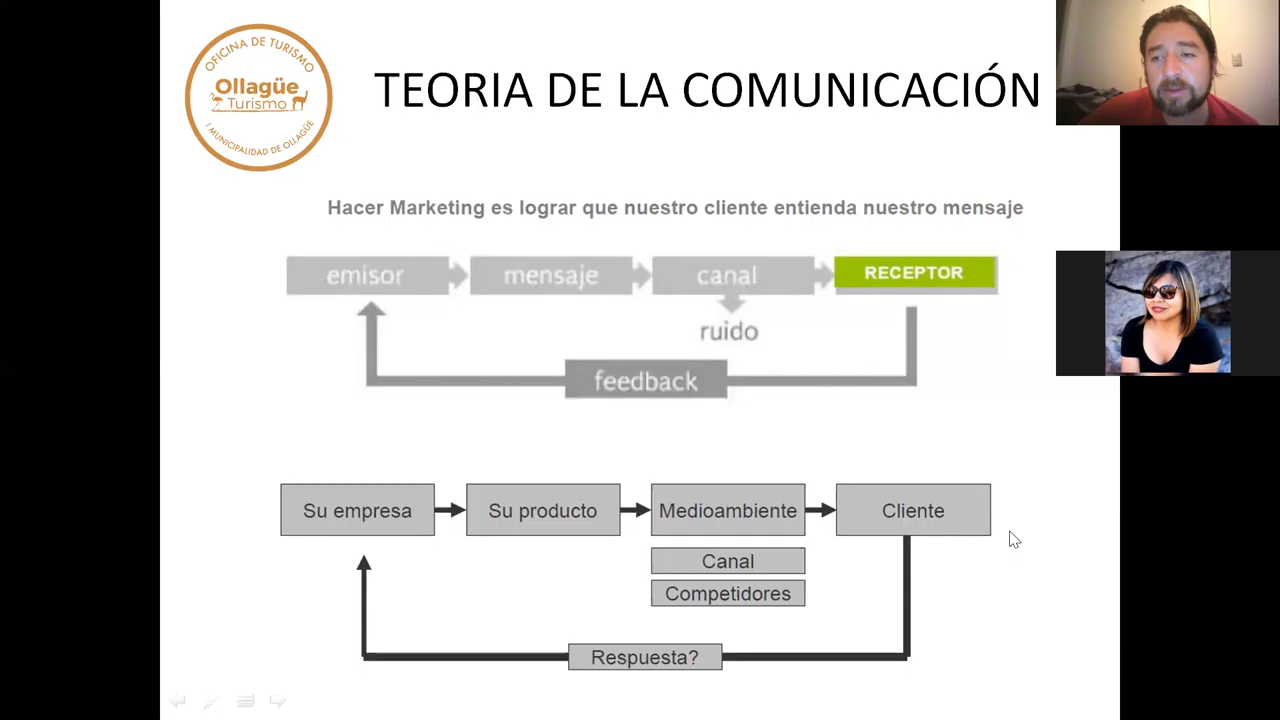 OFICINA DE TURISMO
Ollagüe
Turismo
I MUNICIPALIDAD DE OLLAGÜE
TEORIA DE LA COMUNICACIÓN
Hacer Marketing es lograr que nuestro cliente entienda nuestro mensaje
emisor mensaje canal RECEPTOR
ruido
feedback
Su empresa Su producto Medioambiente Cliente
Canal
Competidores
Respuesta?